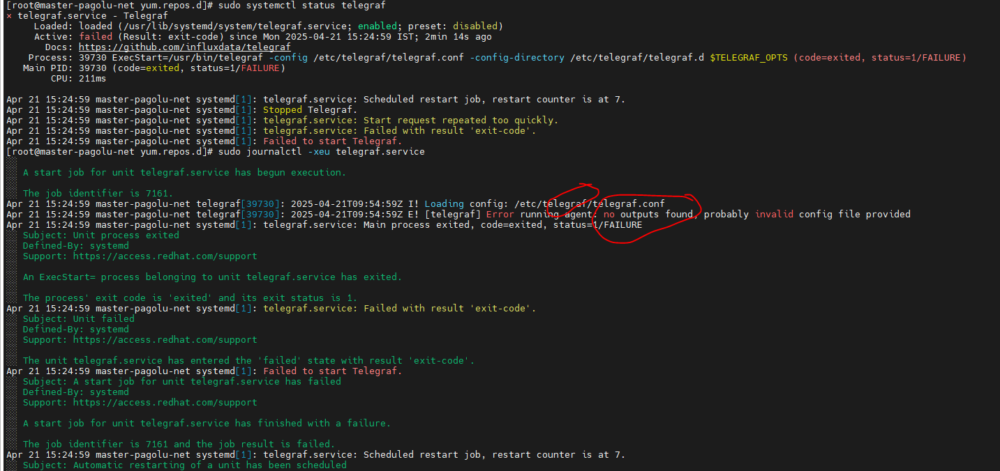 [root@master-pagolu-net yum.repos.d]# sudo systemctl status telegraf
× telegraf.service - Telegraf
Loaded: loaded (/usr/lib/systemd/system/telegraf.service; enabled; preset: disabled)
Active: failed (Result: exit-code) since Mon 2025-04-21 15:24:59 IST; 2min 14s ago
Docs: https://github.com/influxdata/telegraf
Process: 39730 ExecStart=/usr/bin/telegraf -config /etc/telegraf/telegraf.conf -config-directory /etc/telegraf/telegraf.d $TELEGRAF_OPTS (code=exited, status=1/FAILURE)
Main PID: 39730 (code=exited, status=1/FAILURE)
CPU: 211ms
Apr 21 15:24:59 master-pagolu-net systemd[1]: telegraf.service: Scheduled restart job, restart counter is at 7.
Apr 21 15:24:59 master-pagolu-net systemd[1]: Stopped Telegraf.
Apr 21 15:24:59 master-pagolu-net systemd[1]: telegraf.service: Start request repeated too quickly.
Apr 21 15:24:59 master-pagolu-net systemd[1]: telegraf.service: Failed with result 'exit-code'.
Apr 21 15:24:59 master-pagolu-net systemd[1]: Failed to start Telegraf.
[root@master-pagolu-net yum.repos.d]# sudo journalctl -xeu telegraf.service
A start job for unit telegraf.service has begun execution.
The job identifier is 7161.
Apr 21 15:24:59 master-pagolu-net telegraf[39730]: 2025-04-21T09:54:59Z I! Loading config: /etc/telegraf/telegraf.conf
Apr 21 15:24:59 master-pagolu-net telegraf[39730]: 2025-04-21T09:54:59Z E! [telegraf] Error running agent: no outputs found, probably invalid config file provided
Apr 21 15:24:59 master-pagolu-net systemd[1]: telegraf.service: Main process exited, code=exited, status=1/FAILURE
Subject: Unit process exited
Defined-By: systemd
Support: https://access.redhat.com/support
An ExecStart= process belonging to unit telegraf.service has exited.
The process' exit code is 'exited' and its exit status is 1.
Apr 21 15:24:59 master-pagolu-net systemd[1]: telegraf.service: Failed with result 'exit-code'.
Subject: Unit failed
Defined-By: systemd
Support: https://access.redhat.com/support
The unit telegraf.service has entered the 'failed' state with result 'exit-code'.
Apr 21 15:24:59 master-pagolu-net systemd[1]: Failed to start Telegraf.
Subject: A start job for unit telegraf.service has failed
Defined-By: systemd
Support: https://access.redhat.com/support
A start job for unit telegraf.service has finished with a failure.
The job identifier is 7161 and the job result is failed.
Apr 21 15:24:59 master-pagolu-net systemd[1]: telegraf.service: Scheduled restart job, restart counter is at 7.
Subject: Automatic restarting of a unit has been scheduled